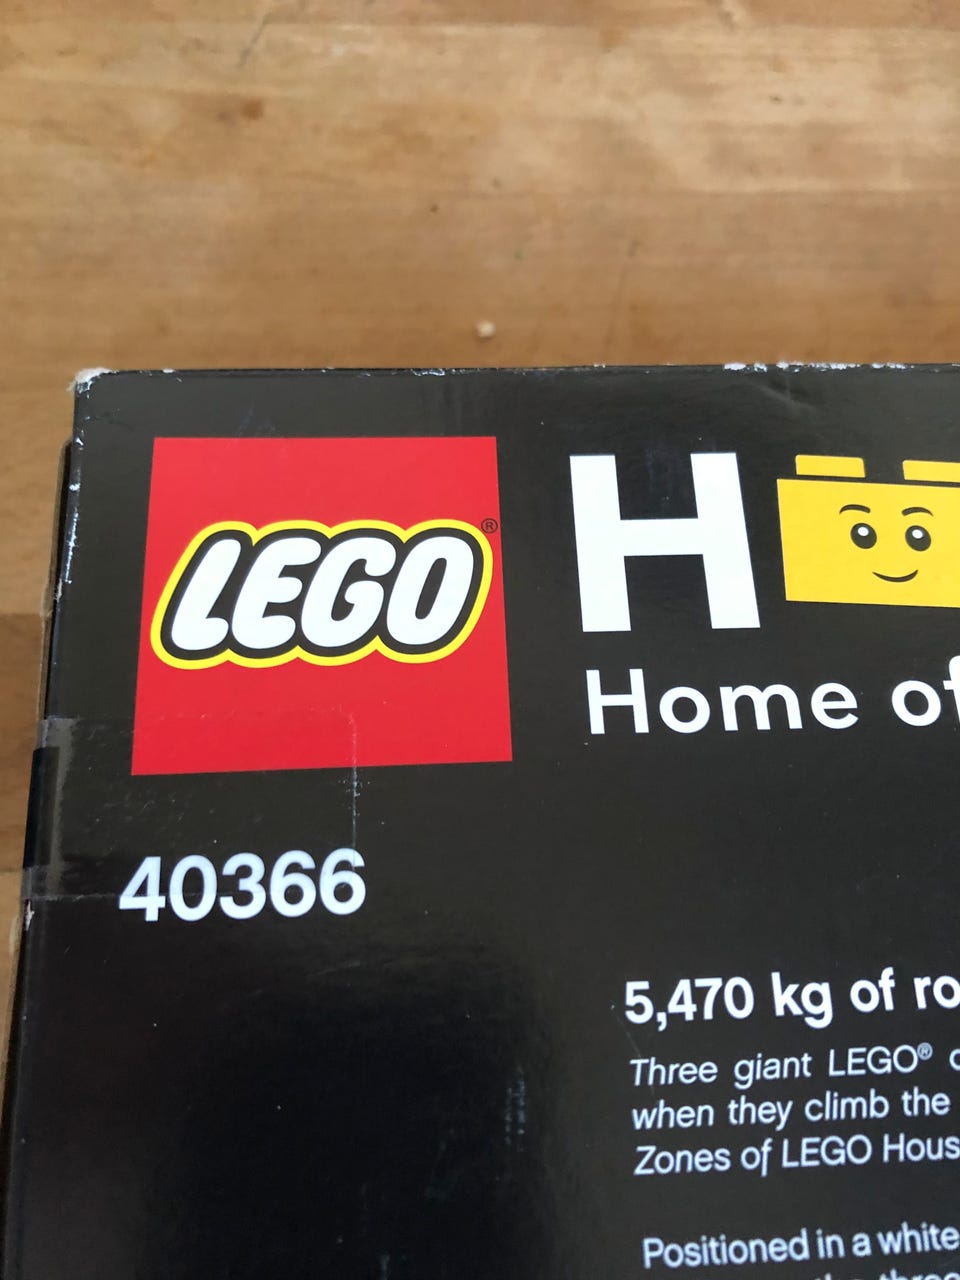 LEGO®
H
Home of
40366
5,470 kg of ro
Three giant LEGO®
when they climb the
Zones of LEGO Hous
Positioned in a white